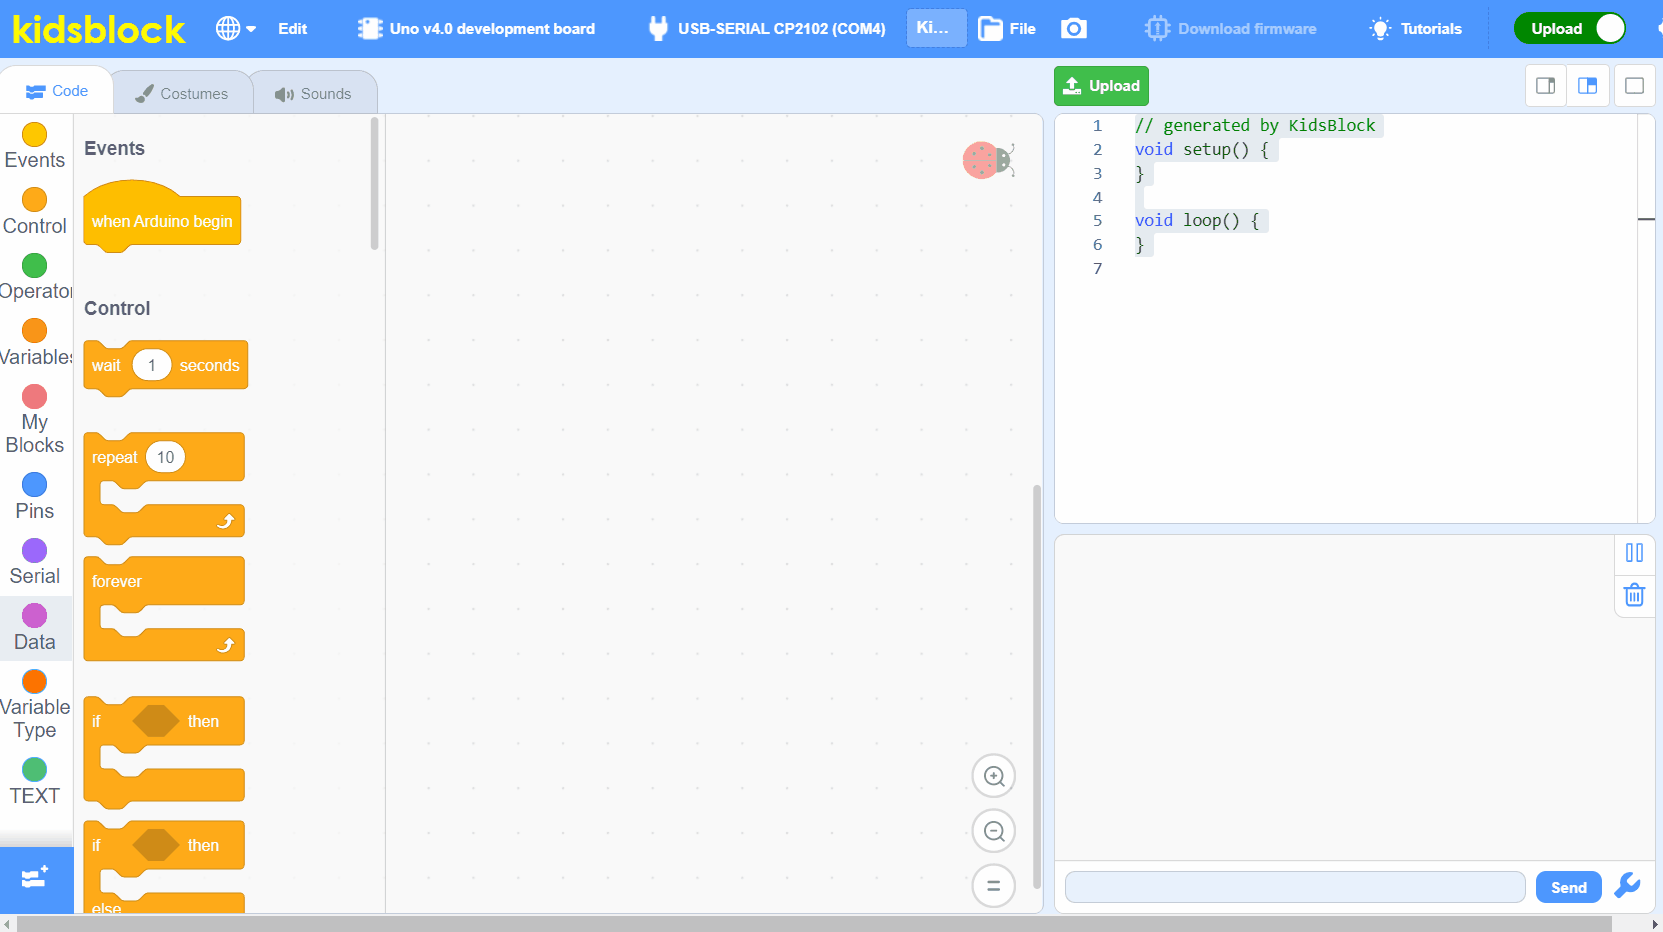 kidsblock
Edit
Uno v4.0 development board
USB-SERIAL CP2102 (COM4)
Ki...
File
Download firmware
Tutorials
Upload
Code
Costumes
Sounds
Upload
Events
Control
Operator
Variables
My
Blocks
Pins
Serial
Data
Variable
Type
TEXT
Events
when Arduino begin
Control
wait 1 seconds
repeat 10
forever
if then
if then
else
1 // generated by KidsBlock
2 void setup() {
3 }
4
5 void loop() {
6 }
7
Send